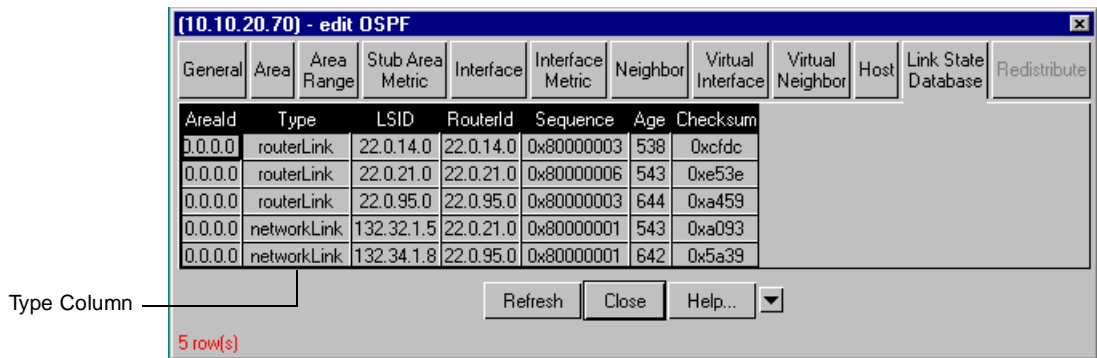 (10.10.20.70) - edit OSPF
General Area Area Range Stub Area Metric Interface Interface Metric Neighbor Virtual Interface Virtual Neighbor Host Link State Database Redistribute
AreaId Type LSID RouterId Sequence Age Checksum
0.0.0.0 routerLink 22.0.14.0 22.0.14.0 0x80000003 538 0xcfdc
0.0.0.0 routerLink 22.0.21.0 22.0.21.0 0x80000006 543 0xe53e
0.0.0.0 routerLink 22.0.95.0 22.0.95.0 0x80000003 644 0xa459
0.0.0.0 networkLink 132.32.1.5 22.0.21.0 0x80000001 543 0xa093
0.0.0.0 networkLink 132.34.1.8 22.0.95.0 0x80000001 642 0x5a39
Type Column
Refresh Close Help...
5 row(s)